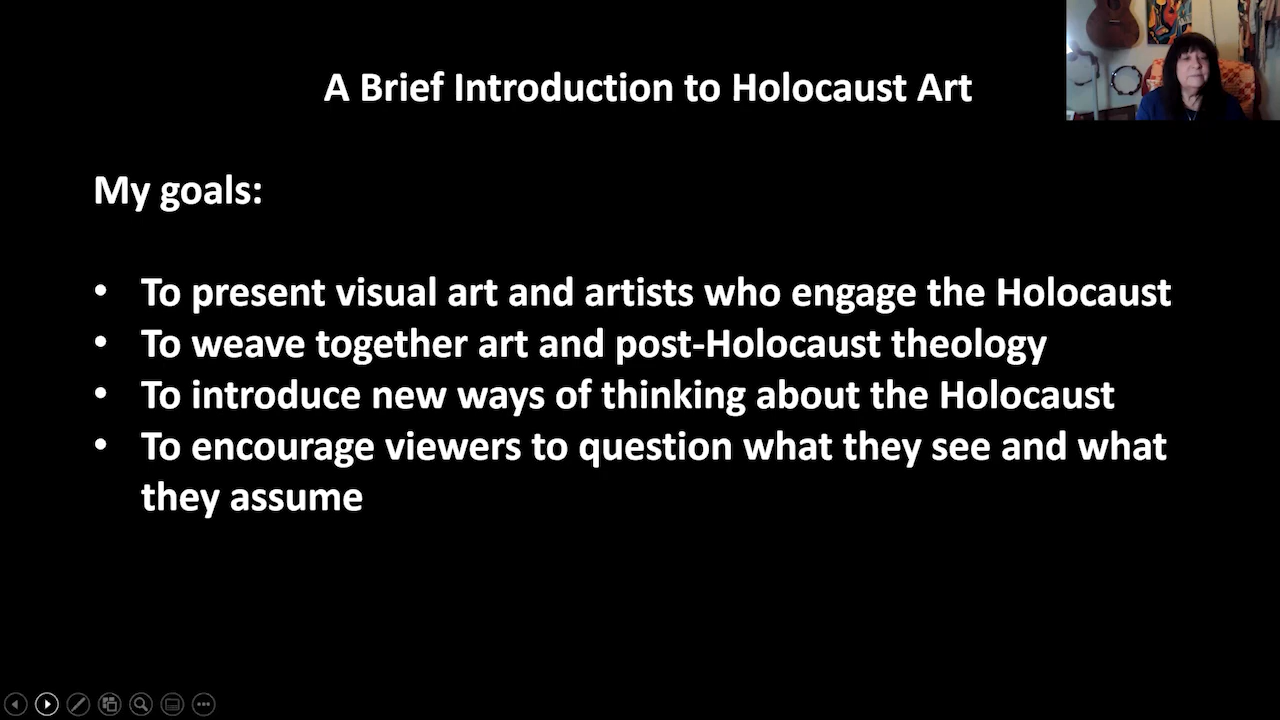 A Brief Introduction to Holocaust Art
My goals:
• To present visual art and artists who engage the Holocaust
• To weave together art and post-Holocaust theology
• To introduce new ways of thinking about the Holocaust
• To encourage viewers to question what they see and what
they assume